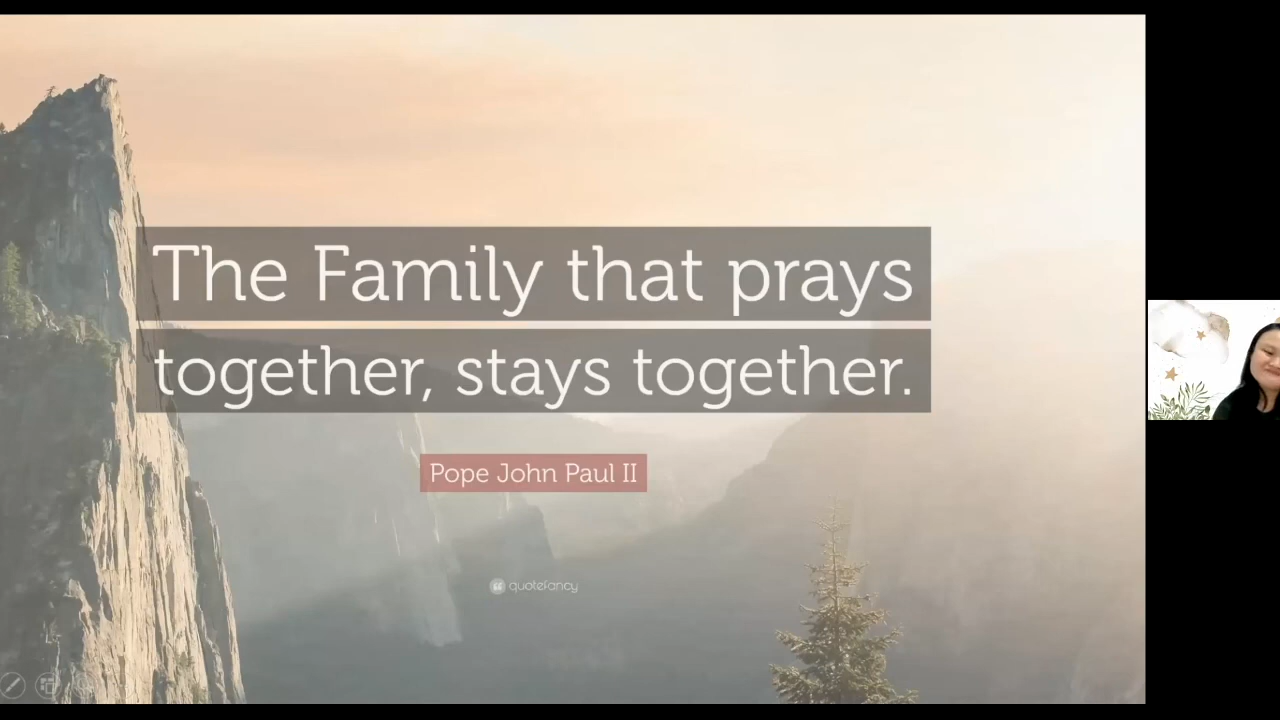 The Family that prays
together, stays together.
Pope John Paul II
quotefancy